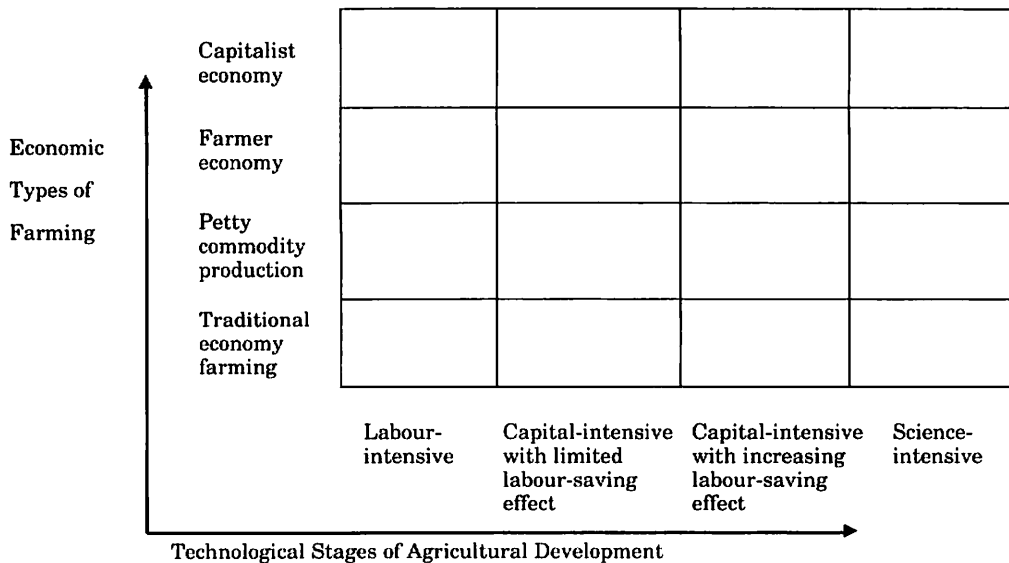 Capitalist
economy
Economic
Types of
Farming
Farmer
economy
Petty
commodity
production
Traditional
economy
farming
Labour-
intensive
Capital-intensive
with limited
labour-saving
effect
Capital-intensive
with increasing
labour-saving
effect
Science-
intensive
Technological Stages of Agricultural Development